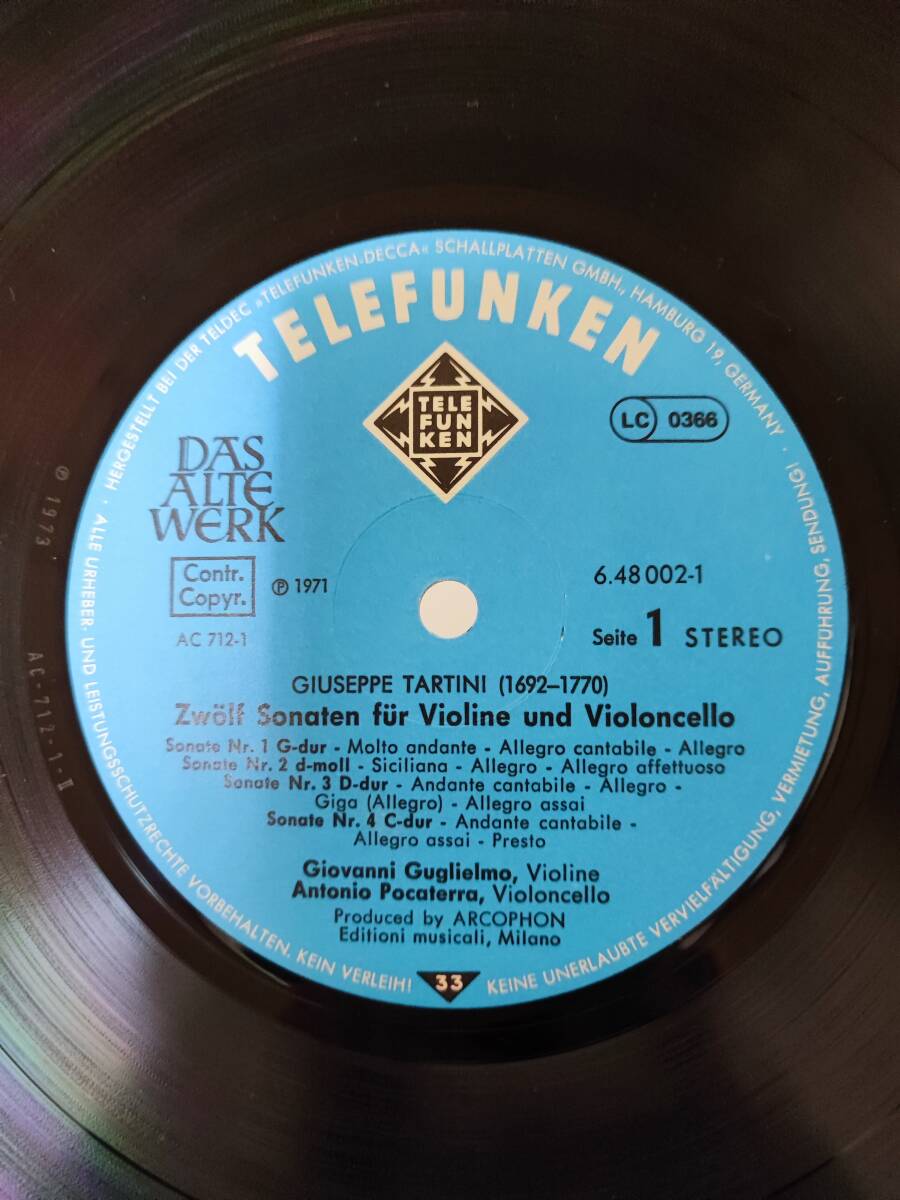 · HERGESTELLT BEI DER TELDEC »TELEFUNKEN-DECCA« SCHALLPLATTEN GMBH., HAMBURG 19, GERMANY ·
TELEFUNKEN
TELE
FUN
KEN
LC 0366
DAS
ALTE
WERK
Contr.
Copyr.
℗ 1971
AC 712-1
6.48 002-1
Seite 1 STEREO
GIUSEPPE TARTINI (1692–1770)
Zwölf Sonaten für Violine und Violoncello
Sonate Nr. 1 G-dur - Molto andante - Allegro cantabile - Allegro
Sonate Nr. 2 d-moll - Siciliana - Allegro - Allegro affettuoso
Sonate Nr. 3 D-dur - Andante cantabile - Allegro -
Giga (Allegro) - Allegro assai
Sonate Nr. 4 C-dur - Andante cantabile -
Allegro assai - Presto
Giovanni Guglielmo, Violine
Antonio Pocaterra, Violoncello
Produced by ARCOPHON
Editioni musicali, Milano
ALLE URHEBER- UND LEISTUNGSSCHUTZRECHTE VORBEHALTEN. KEIN VERLEIH!
33
KEINE UNERLAUBTE VERVIELFÄLTIGUNG, VERMIETUNG, AUFFÜHRUNG, SENDUNG!
℗ 1973
AC-712-1-II